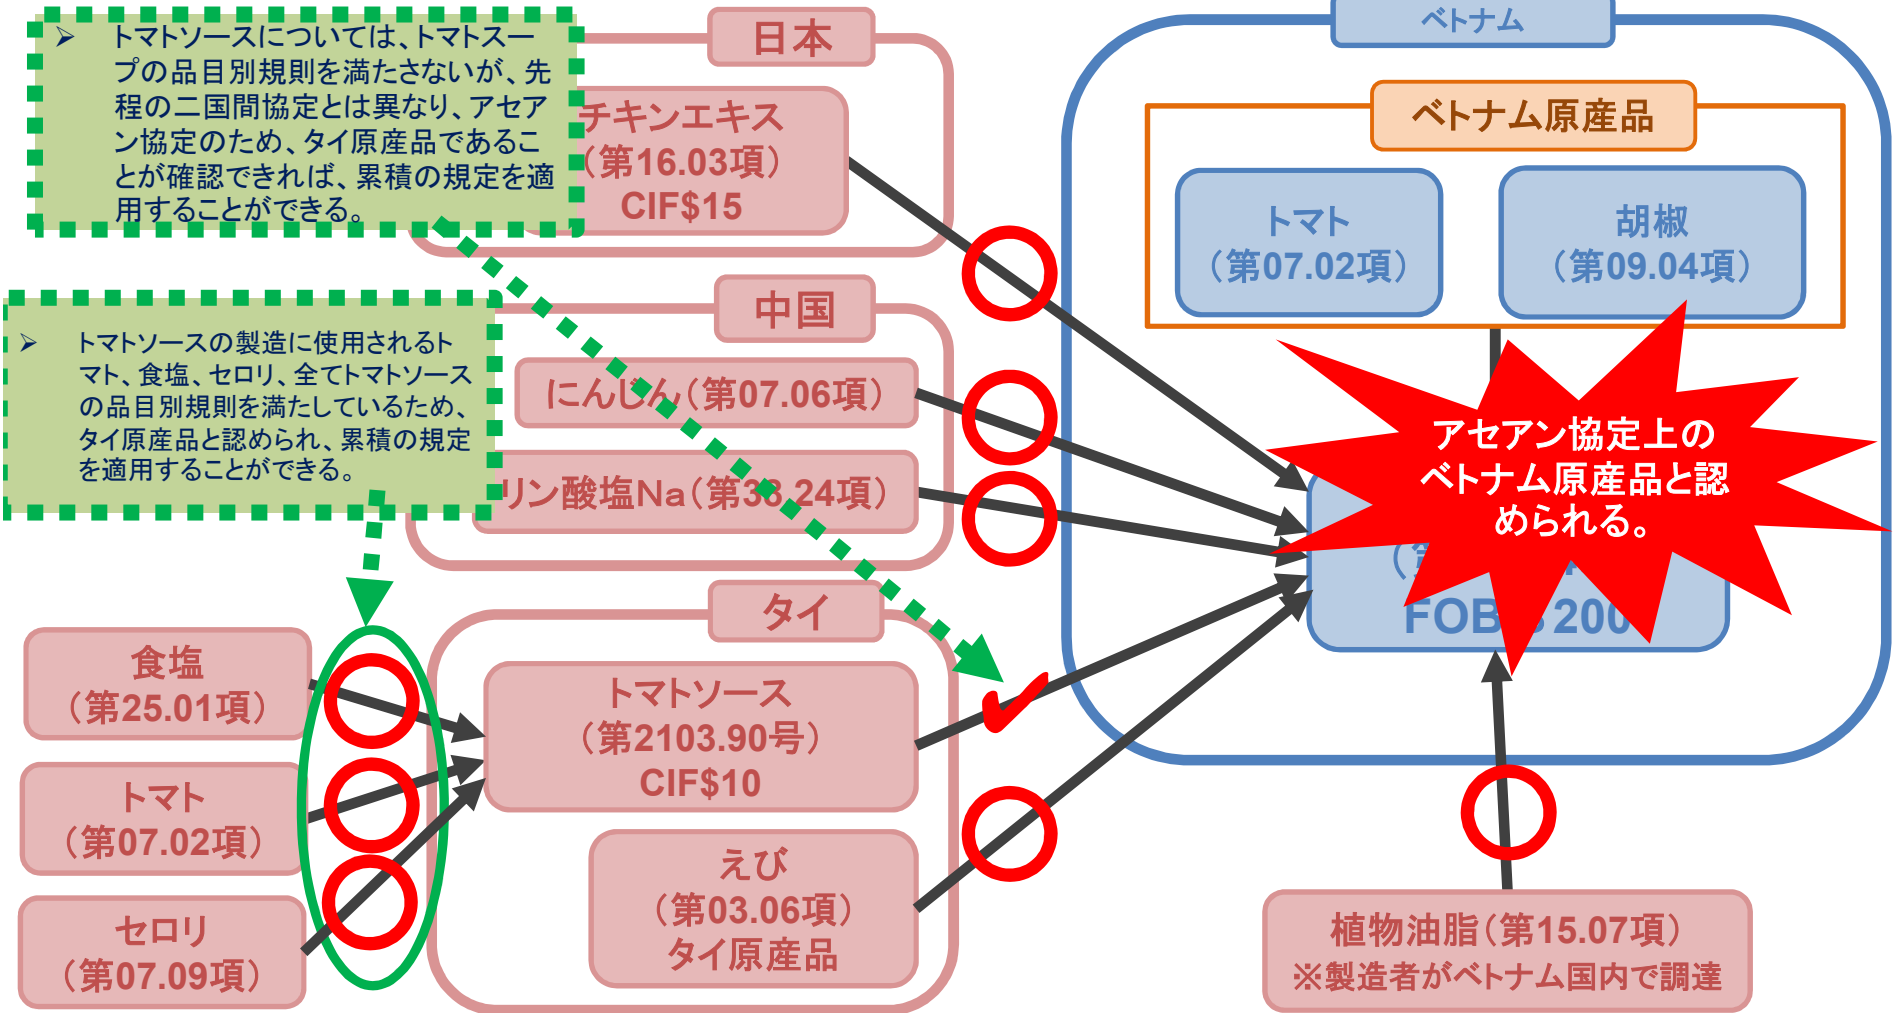 ➢ トマトソースについては、トマトスー
プの品目別規則を満たさないが、先
程の二国間協定とは異なり、アセア
ン協定のため、タイ原産品であるこ
とが確認できれば、累積の規定を適
用することができる。
日本
チキンエキス
（第16.03項）
CIF$15
➢ トマトソースの製造に使用されるト
マト、食塩、セロリ、全てトマトソース
の品目別規則を満たしているため、
タイ原産品と認められ、累積の規定
を適用することができる。
中国
にんじん（第07.06項）
リン酸塩Na（第38.24項）
タイ
食塩
（第25.01項）
トマト
（第07.02項）
セロリ
（第07.09項）
トマトソース
（第2103.90号）
CIF$10
えび
（第03.06項）
タイ原産品
ベトナム
ベトナム原産品
トマト
（第07.02項）
胡椒
（第09.04項）
アセアン協定上の
ベトナム原産品と認
められる。
FOB 200
植物油脂（第15.07項）
※製造者がベトナム国内で調達